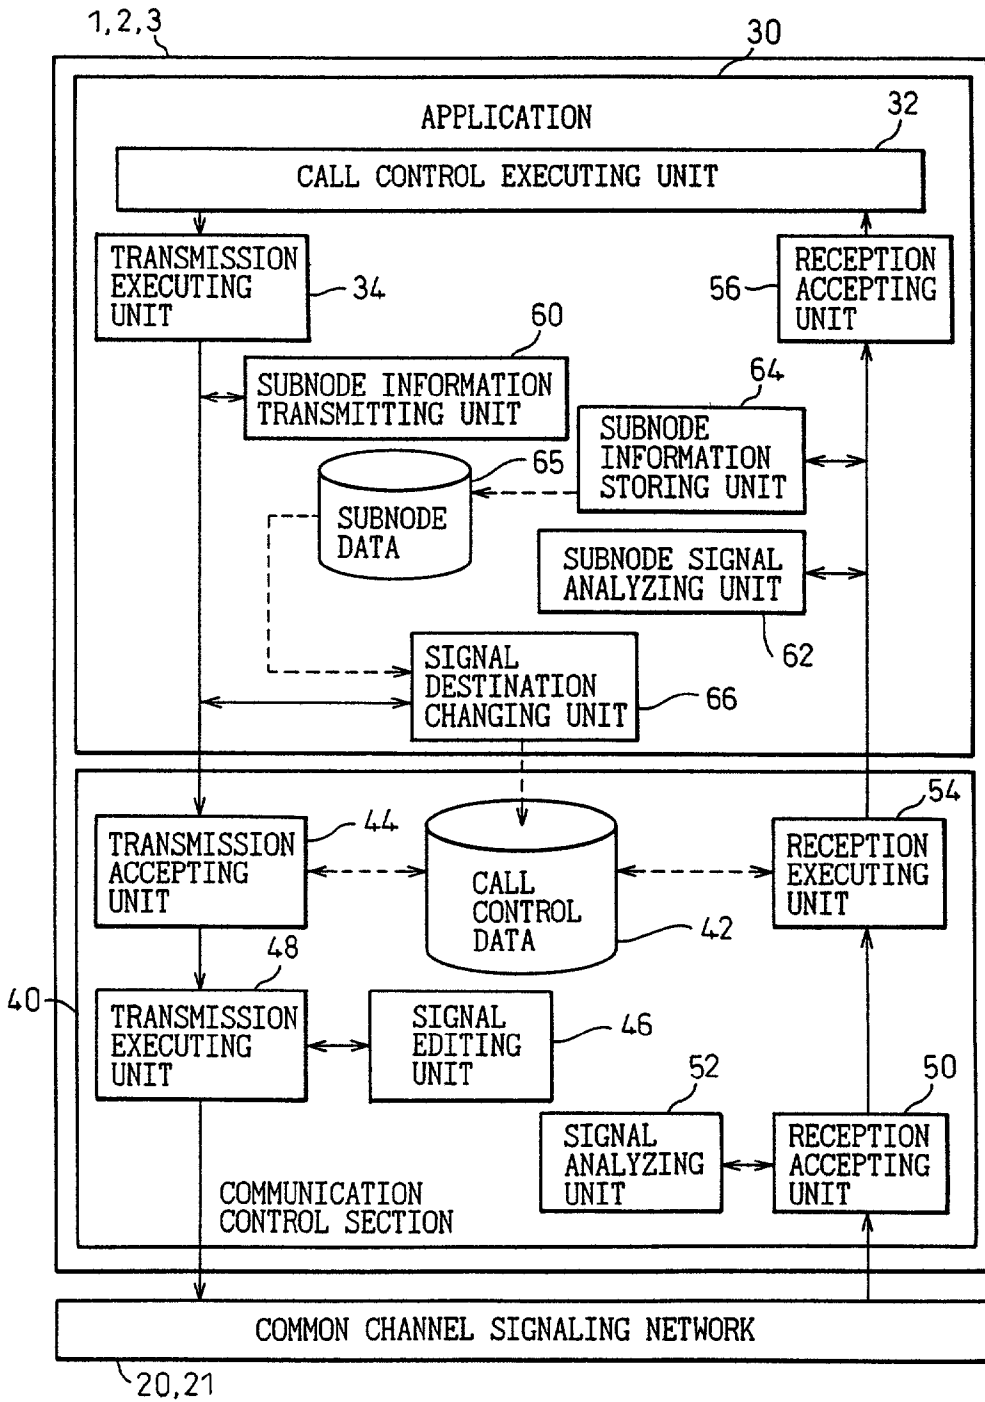 1,2,3
30
APPLICATION
32
CALL CONTROL EXECUTING UNIT
TRANSMISSION
EXECUTING
UNIT
34
56
RECEPTION
ACCEPTING
UNIT
60
SUBNODE INFORMATION
TRANSMITTING UNIT
64
SUBNODE
INFORMATION
STORING UNIT
65
SUBNODE
DATA
SUBNODE SIGNAL
ANALYZING UNIT
62
SIGNAL
DESTINATION
CHANGING UNIT
66
44
TRANSMISSION
ACCEPTING
UNIT
CALL
CONTROL
DATA
42
54
RECEPTION
EXECUTING
UNIT
40
48
TRANSMISSION
EXECUTING
UNIT
SIGNAL
EDITING
UNIT
46
52
SIGNAL
ANALYZING
UNIT
50
RECEPTION
ACCEPTING
UNIT
COMMUNICATION
CONTROL SECTION
COMMON CHANNEL SIGNALING NETWORK
20,21